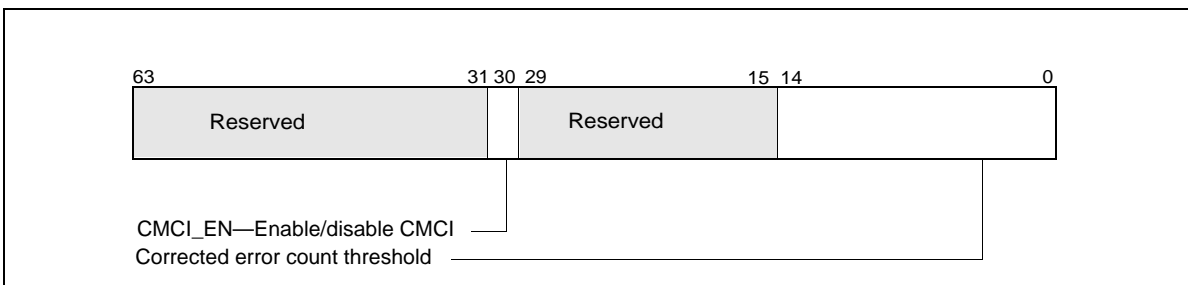 63 31 30 29 15 14 0
Reserved Reserved
CMCI_EN—Enable/disable CMCI
Corrected error count threshold